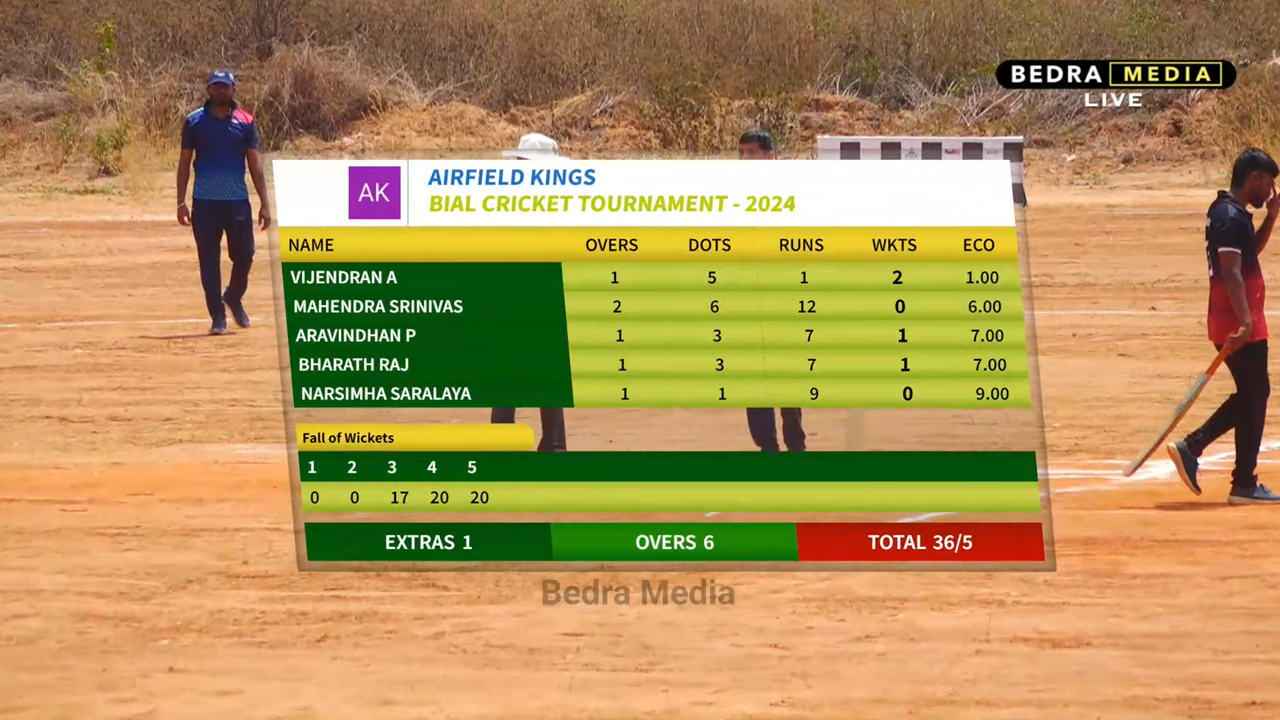 BEDRA MEDIA
LIVE
AK
AIRFIELD KINGS
BIAL CRICKET TOURNAMENT - 2024
NAME OVERS DOTS RUNS WKTS ECO
VIJENDRAN A 1 5 1 2 1.00
MAHENDRA SRINIVAS 2 6 12 0 6.00
ARAVINDHAN P 1 3 7 1 7.00
BHARATH RAJ 1 3 7 1 7.00
NARSIMHA SARALAYA 1 1 9 0 9.00
Fall of Wickets
1 2 3 4 5
0 0 17 20 20
EXTRAS 1 OVERS 6 TOTAL 36/5
Bedra Media